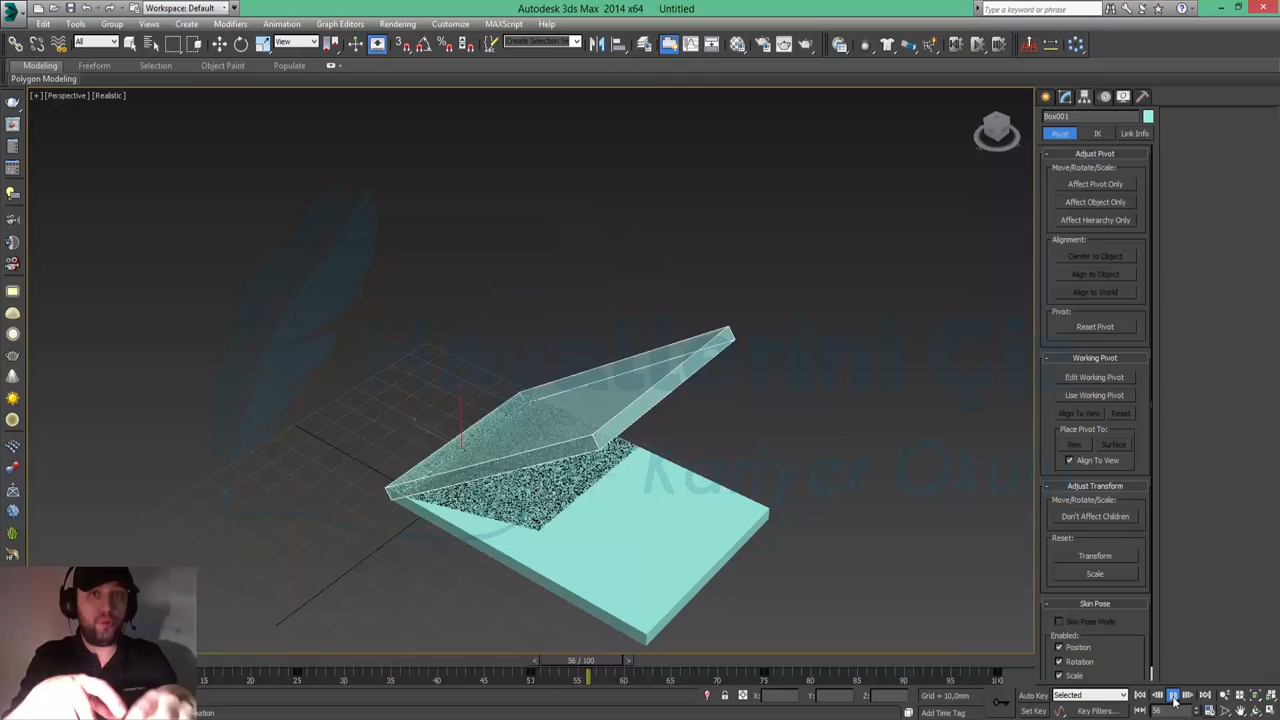 Autodesk 3ds Max 2014 x64 Untitled
Workspace: Default
Type a keyword or phrase
Edit Tools Group Views Create Modifiers Animation Graph Editors Rendering Customize MAXScript Help
All View Create Selection Se
Modeling Freeform Selection Object Paint Populate
Polygon Modeling
[+] [Perspective] [Realistic]
Box001
Pivot IK Link Info
- Adjust Pivot
Move/Rotate/Scale:
Affect Pivot Only
Affect Object Only
Affect Hierarchy Only
Alignment:
Center to Object
Align to Object
Align to World
Pivot:
Reset Pivot
- Working Pivot
Edit Working Pivot
Use Working Pivot
Align To View Reset
Place Pivot To:
View Surface
Align To View
- Adjust Transform
Move/Rotate/Scale:
Don't Affect Children
Reset:
Transform
Scale
- Skin Pose
Skin Pose Mode
Enabled:
Position
Rotation
Scale
< 56 / 100 >
15 20 25 30 35 40 45 50 55 60 65 70 75 80 85 90 95 100
X: Y: Z: Grid = 10,0mm Auto Key Selected
Add Time Tag Set Key Key Filters... 56